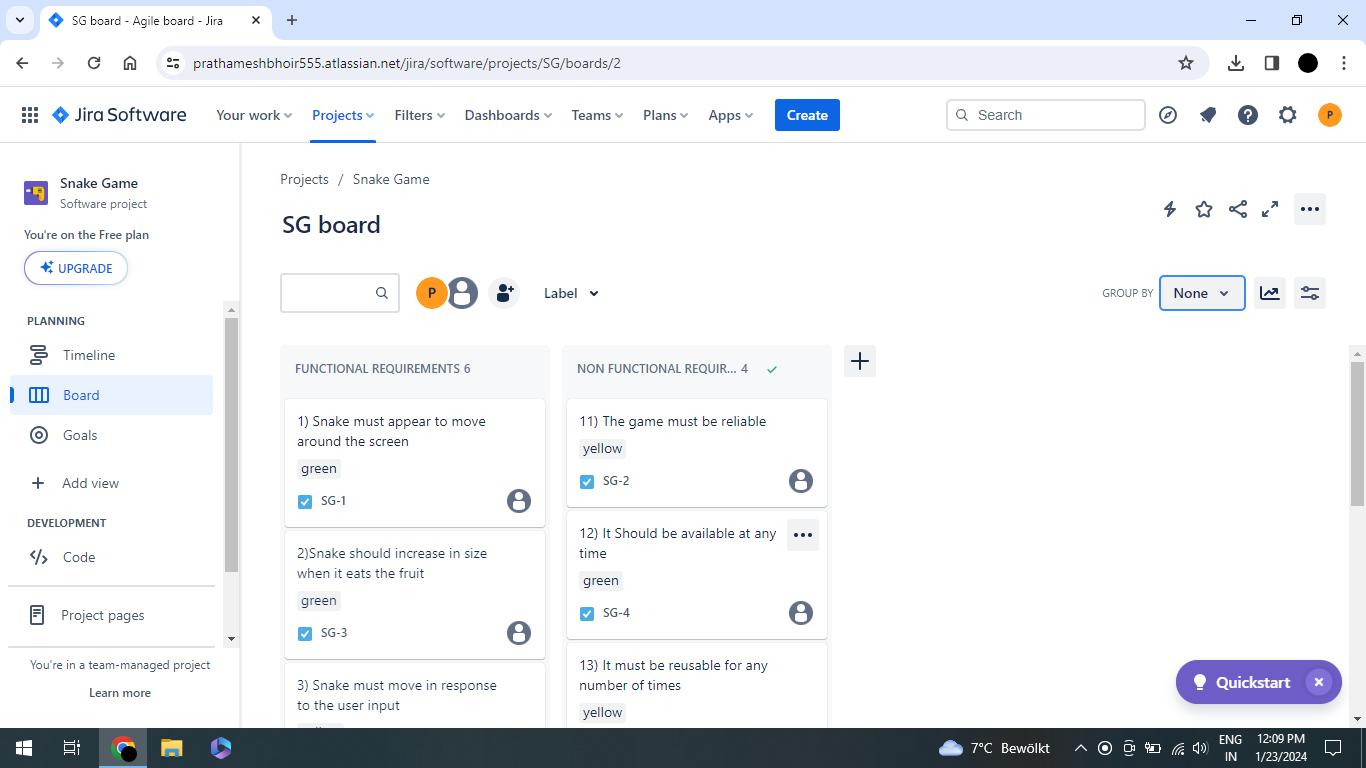 SG board - Agile board - Jira
prathameshbhoir555.atlassian.net/jira/software/projects/SG/boards/2
Jira Software
Your work
Projects
Filters
Dashboards
Teams
Plans
Apps
Create
Search
P
Snake Game
Software project
You're on the Free plan
UPGRADE
PLANNING
Timeline
Board
Goals
Add view
DEVELOPMENT
Code
Project pages
You're in a team-managed project
Learn more
Projects / Snake Game
SG board
P
Label
GROUP BY
None
FUNCTIONAL REQUIREMENTS 6
1) Snake must appear to move
around the screen
green
SG-1
2)Snake should increase in size
when it eats the fruit
green
SG-3
3) Snake must move in response
to the user input
NON FUNCTIONAL REQUIR... 4
11) The game must be reliable
yellow
SG-2
12) It Should be available at any
time
green
SG-4
13) It must be reusable for any
number of times
yellow
Quickstart
7°C Bewölkt
ENG
IN
12:09 PM
1/23/2024